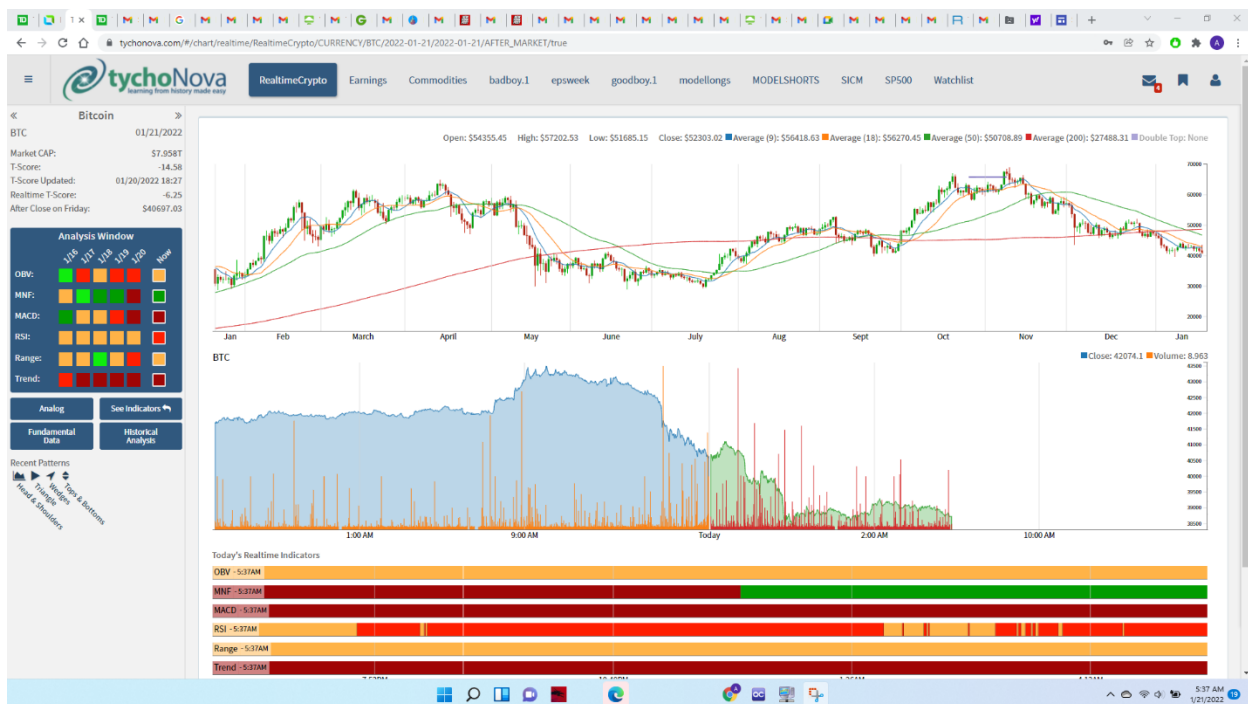 tychonova.com/#/chart/realtime/RealtimeCrypto/CURRENCY/BTC/2022-01-21/2022-01-21/AFTER_MARKET/true
tychoNova
learning from history made easy
RealtimeCrypto Earnings Commodities badboy.1 epsweek goodboy.1 modellongs MODELSHORTS SICM SP500 Watchlist
4
« Bitcoin »
BTC 01/21/2022
Market CAP: $7.958T
T-Score: -14.58
T-Score Updated: 01/20/2022 18:27
Realtime T-Score: -6.25
After Close on Friday: $40697.03
Analysis Window
1/16 1/17 1/18 1/19 1/20 Now
OBV:
MNF:
MACD:
RSI:
Range:
Trend:
Analog See Indicators
Fundamental Data Historical Analysis
Recent Patterns
Head & Shoulders Triangle Wedges Tops & Bottoms
Open: $54355.45 High: $57202.53 Low: $51685.15 Close: $52303.02 Average (9): $56418.63 Average (18): $56270.45 Average (50): $50708.89 Average (200): $27488.31 Double Top: None
70000
60000
50000
40000
30000
20000
Jan Feb March April May June July Aug Sept Oct Nov Dec Jan
BTC Close: 42074.1 Volume: 8.963
43500
43000
42500
42000
41500
41000
40500
40000
39500
39000
38500
1:00 AM 9:00 AM Today 2:00 AM 10:00 AM
Today's Realtime Indicators
OBV - 5:37AM
MNF - 5:37AM
MACD - 5:37AM
RSI - 5:37AM
Range - 5:37AM
Trend - 5:37AM
5:37 AM
1/21/2022
19